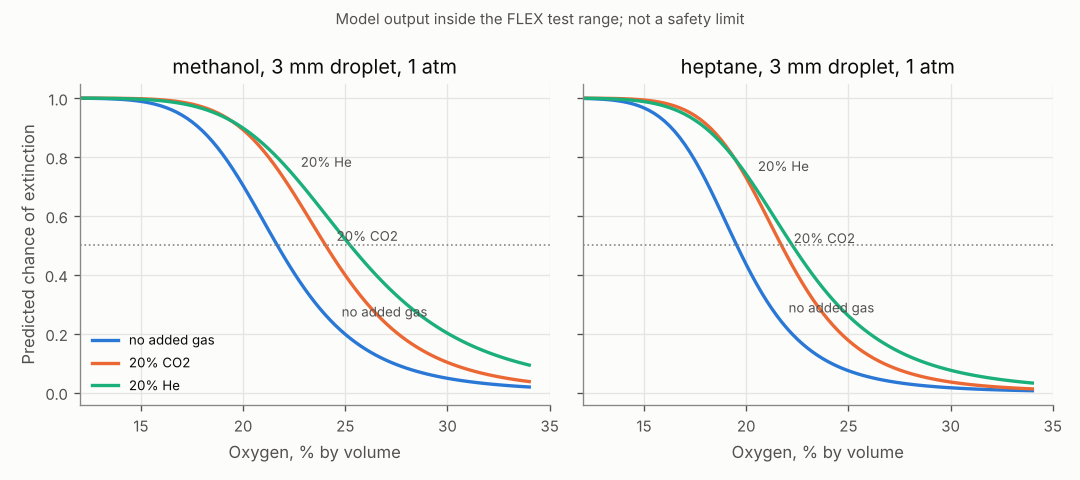 Model output inside the FLEX test range; not a safety limit
methanol, 3 mm droplet, 1 atm
Predicted chance of extinction
1.0
0.8
0.6
0.4
0.2
0.0
20% He
20% CO2
no added gas
no added gas
20% CO2
20% He
15
20
25
30
35
Oxygen, % by volume
heptane, 3 mm droplet, 1 atm
20% He
20% CO2
no added gas
15
20
25
30
35
Oxygen, % by volume